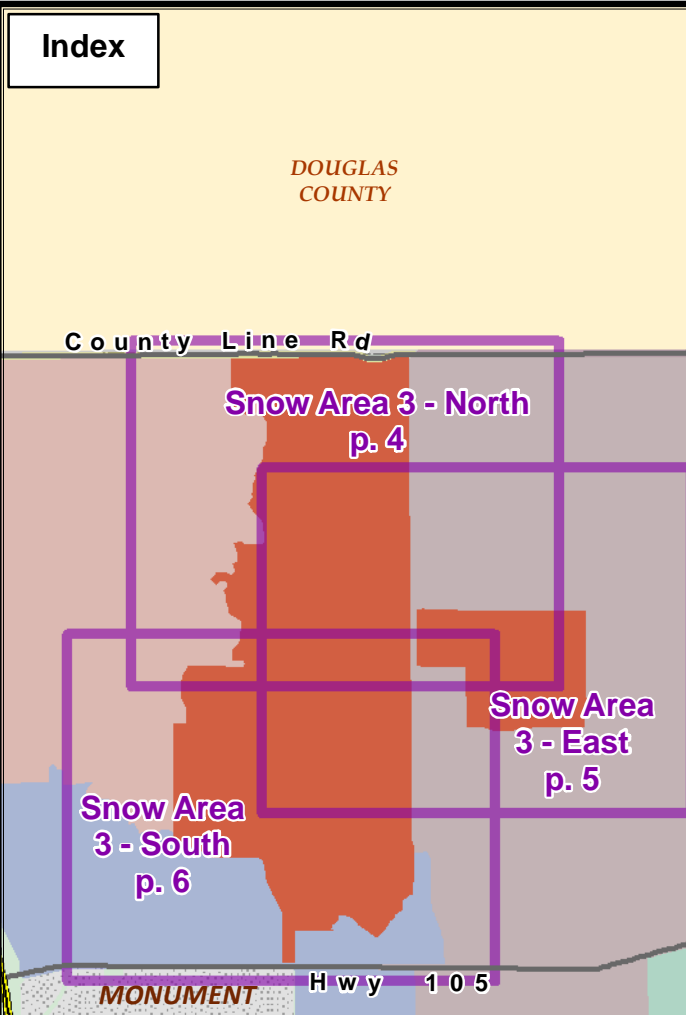 Index
DOUGLAS
COUNTY
County Line Rd
Snow Area 3 - North
p. 4
Snow Area
3 - East
p. 5
Snow Area
3 - South
p. 6
Hwy 105
MONUMENT